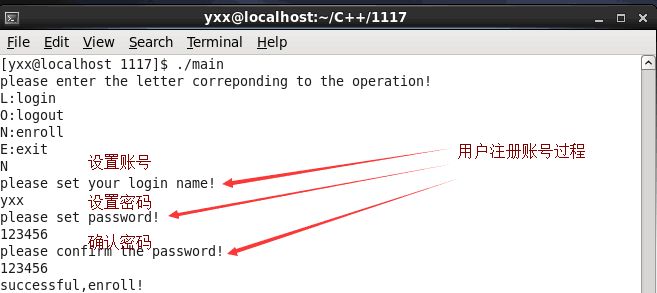 yxx@localhost:~/C++/1117
File Edit View Search Terminal Help
[yxx@localhost 1117]$ ./main
please enter the letter correponding to the operation!
L:login
O:logout
N:enroll
E:exit
N
设置账号
用户注册账号过程
please set your login name!
yxx
设置密码
please set password!
123456
确认密码
please confirm the password!
123456
successful,enroll!